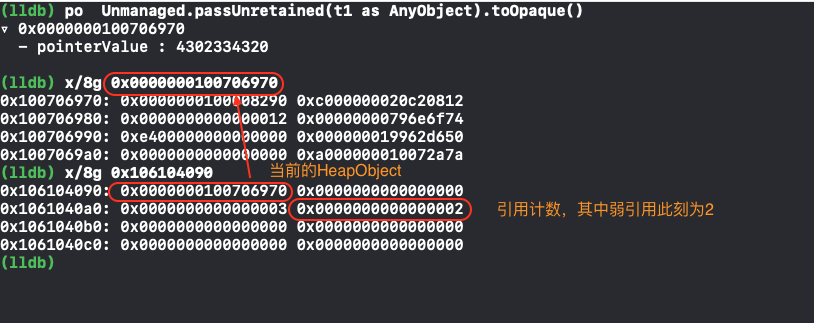 (lldb) po  Unmanaged.passUnretained(t1 as AnyObject).toOpaque()
▿ 0x0000000100706970
  - pointerValue : 4302334320
(lldb) x/8g 0x0000000100706970
0x100706970: 0x0000000100008290 0xc000000020c20812
0x100706980: 0x0000000000000012 0x00000000796e6f74
0x100706990: 0xe400000000000000 0x000000019962d650
0x1007069a0: 0x0000000000000000 0xa000000010072a7a
(lldb) x/8g 0x106104090
当前的HeapObject
0x106104090: 0x0000000100706970 0x0000000000000000
0x1061040a0: 0x0000000000000003 0x0000000000000002
引用计数，其中弱引用此刻为2
0x1061040b0: 0x0000000000000000 0x0000000000000000
0x1061040c0: 0x0000000000000000 0x0000000000000000
(lldb)